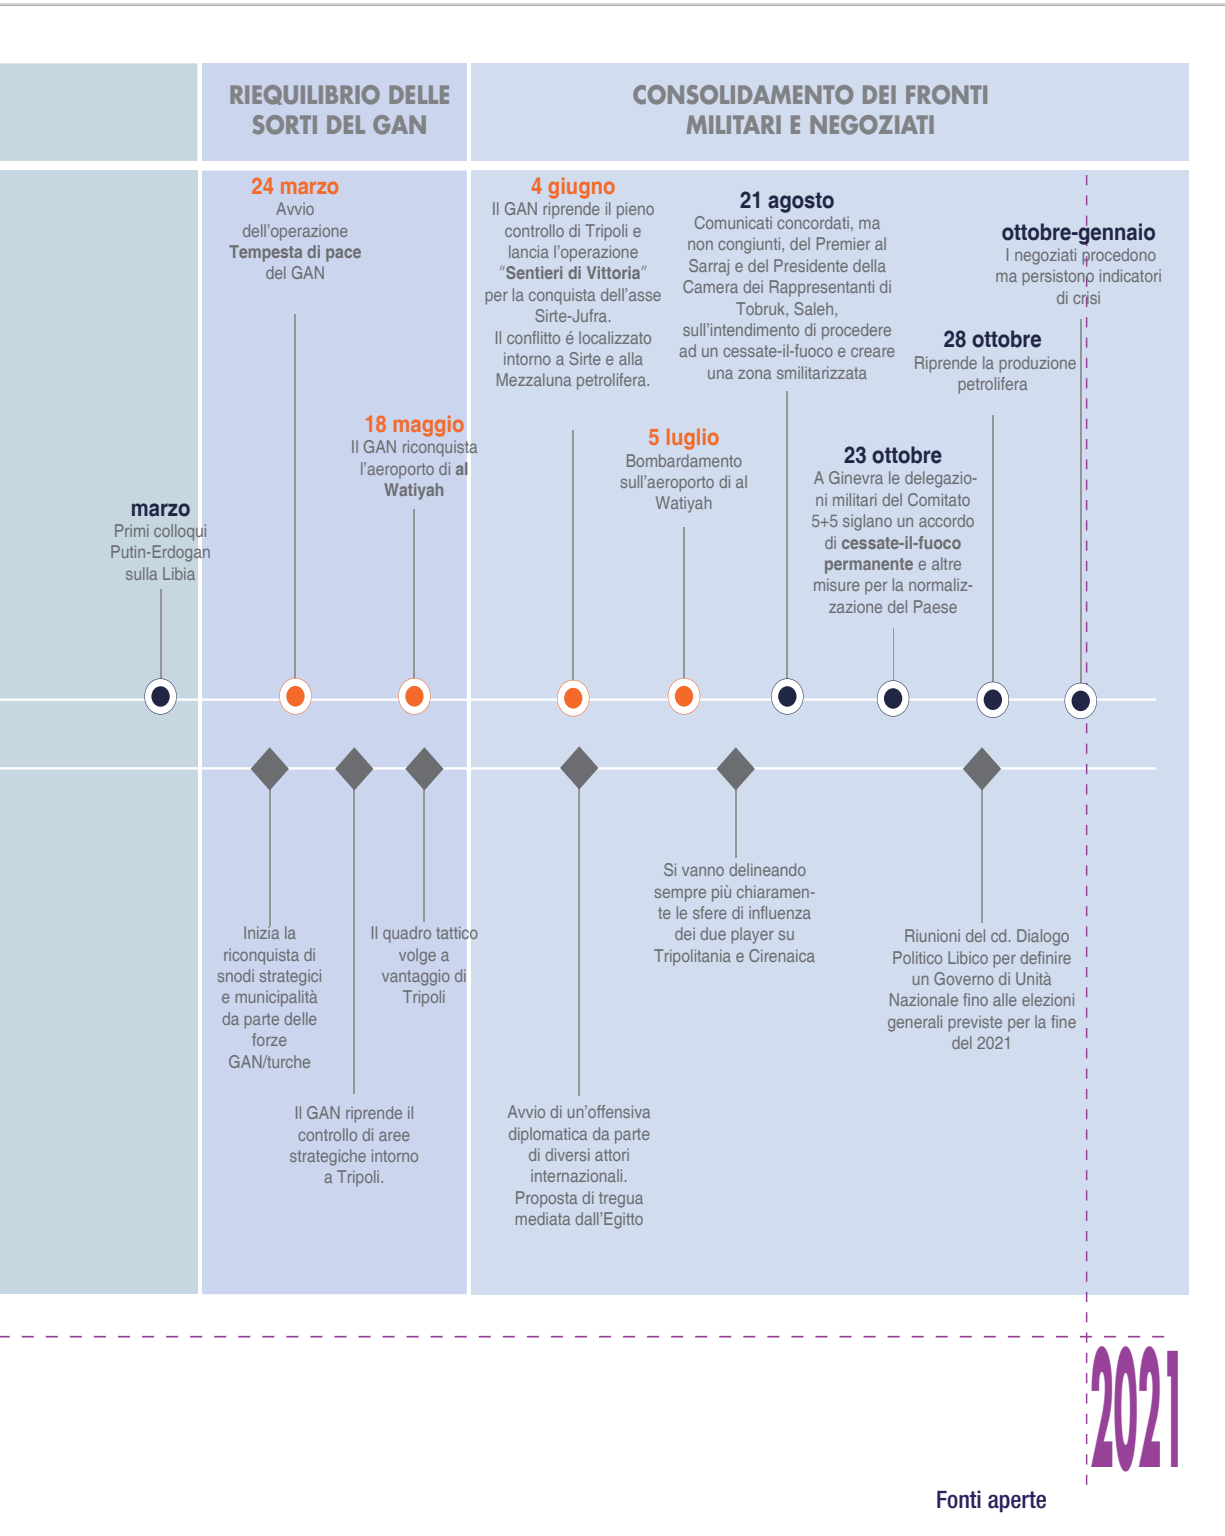 RIEQUILIBRIO DELLE
SORTI DEL GAN
CONSOLIDAMENTO DEI FRONTI
MILITARI E NEGOZIATI
marzo
Primi colloqui
Putin-Erdogan
sulla Libia
24 marzo
Avvio
dell'operazione
Tempesta di pace
del GAN
18 maggio
Il GAN riconquista
l'aeroporto di al
Watiyah
4 giugno
Il GAN riprende il pieno
controllo di Tripoli e
lancia l'operazione
"Sentieri di Vittoria"
per la conquista dell'asse
Sirte-Jufra.
Il conflitto é localizzato
intorno a Sirte e alla
Mezzaluna petrolifera.
5 luglio
Bombardamento
sull'aeroporto di al
Watiyah
21 agosto
Comunicati concordati, ma
non congiunti, del Premier al
Sarraj e del Presidente della
Camera dei Rappresentanti di
Tobruk, Saleh,
sull'intendimento di procedere
ad un cessate-il-fuoco e creare
una zona smilitarizzata
23 ottobre
A Ginevra le delegazio-
ni militari del Comitato
5+5 siglano un accordo
di cessate-il-fuoco
permanente e altre
misure per la normaliz-
zazione del Paese
28 ottobre
Riprende la produzione
petrolifera
ottobre-gennaio
I negoziati procedono
ma persistono indicatori
di crisi
Inizia la
riconquista di
snodi strategici
e municipalità
da parte delle
forze
GAN/turche
Il GAN riprende il
controllo di aree
strategiche intorno
a Tripoli.
Il quadro tattico
volge a
vantaggio di
Tripoli
Avvio di un'offensiva
diplomatica da parte
di diversi attori
internazionali.
Proposta di tregua
mediata dall'Egitto
Si vanno delineando
sempre più chiaramen-
te le sfere di influenza
dei due player su
Tripolitania e Cirenaica
Riunioni del cd. Dialogo
Politico Libico per definire
un Governo di Unità
Nazionale fino alle elezioni
generali previste per la fine
del 2021
2021
Fonti aperte